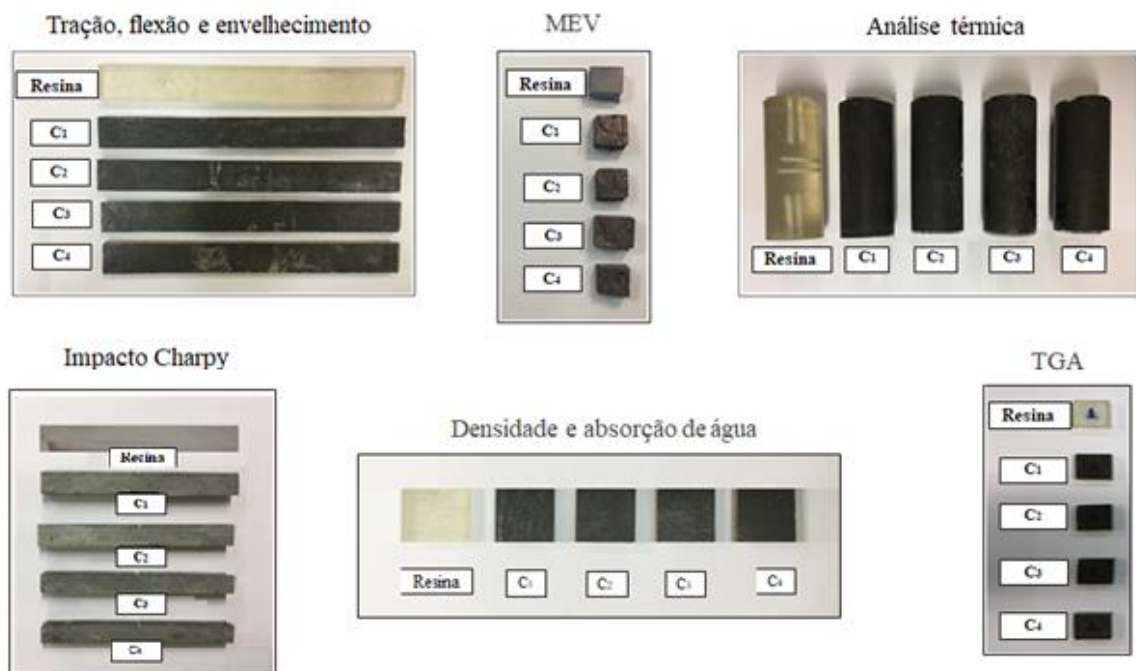 Tração, flexão e envelhecimento
Resina
C1
C2
C3
C4
MEV
Resina
C1
C2
C3
C4
Análise térmica
Resina
C1
C2
C3
C4
Impacto Charpy
Resina
C1
C2
C3
C4
Densidade e absorção de água
Resina
C1
C2
C3
C4
TGA
Resina
C1
C2
C3
C4